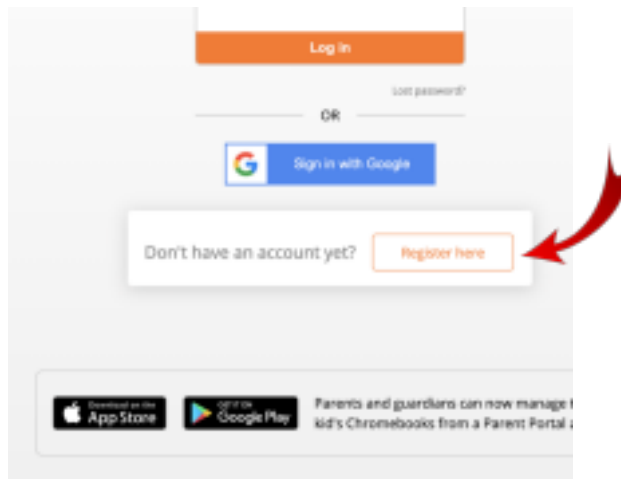 Log in
Lost password?
OR
Sign in with Google
Don't have an account yet?
Register here
Download on the
App Store
GET IT ON
Google Play
Parents and guardians can now manage
kid's Chromebooks from a Parent Portal